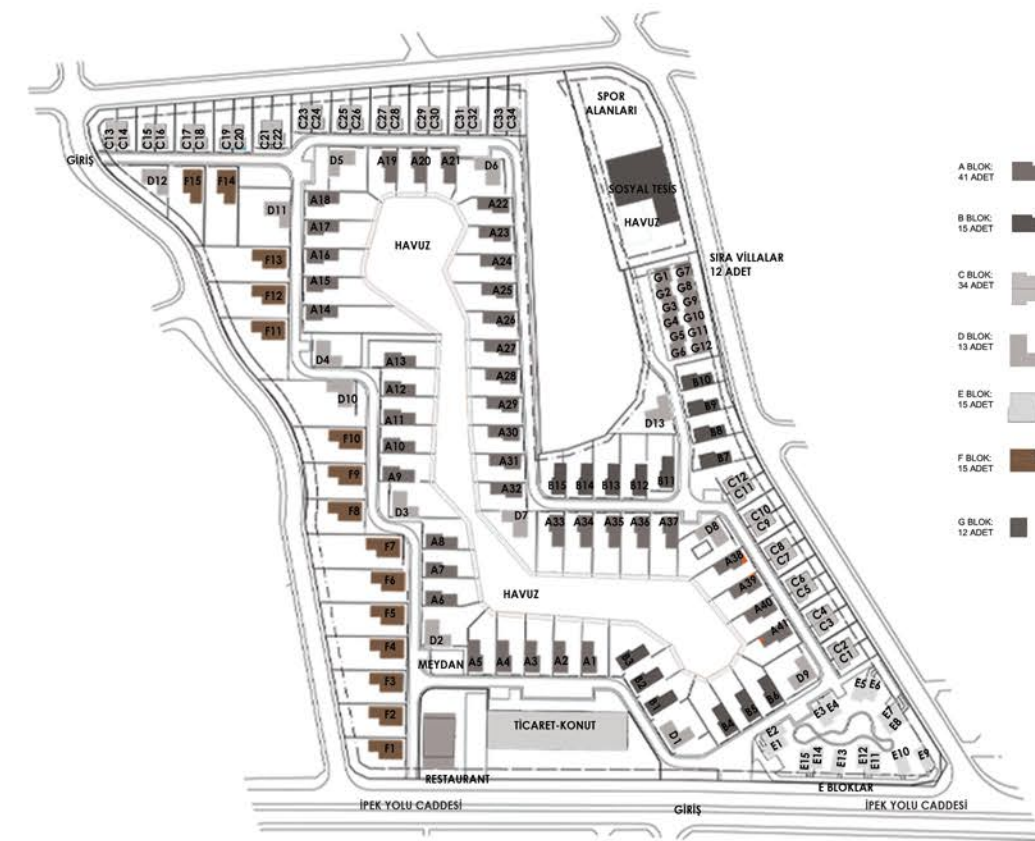 SPOR
ALANLARI
SOSYAL TESİS
HAVUZ
SIRA VİLLALAR
12 ADET
GİRİŞ
C13
C14
C15
C16
C17
C18
C19
C20
C21
C22
C23
C24
C25
C26
C27
C28
C29
C30
C31
C32
C33
C34
D12
F15
F14
D11
F13
F12
F11
D5
A19
A20
A21
D6
A18
A17
A16
A15
A14
HAVUZ
A22
A23
A24
A25
A26
A27
A28
A29
A30
A31
A32
D7
D4
D10
A13
A12
A11
A10
A9
D3
F10
F9
F8
F7
F6
F5
F4
F3
F2
F1
A8
A7
A6
D2
MEYDAN
A5
A4
A3
A2
A1
HAVUZ
G1
G2
G3
G4
G5
G6
G7
G8
G9
G10
G11
G12
D13
B10
B9
B8
B7
B15
B14
B13
B12
B11
A33
A34
A35
A36
A37
D8
A38
A39
A40
A41
D9
C12
C11
C10
C9
C8
C7
C6
C5
C4
C3
C2
C1
B3
B2
B1
D1
B4
B5
B6
E5
E6
E3
E4
E7
E8
E2
E1
E15
E14
E13
E12
E11
E10
E9
E BLOKLAR
TİCARET-KONUT
RESTAURANT
İPEK YOLU CADDESİ
GİRİŞ
İPEK YOLU CADDESİ
A BLOK:
41 ADET
B BLOK:
15 ADET
C BLOK:
34 ADET
D BLOK:
13 ADET
E BLOK:
15 ADET
F BLOK:
15 ADET
G BLOK:
12 ADET